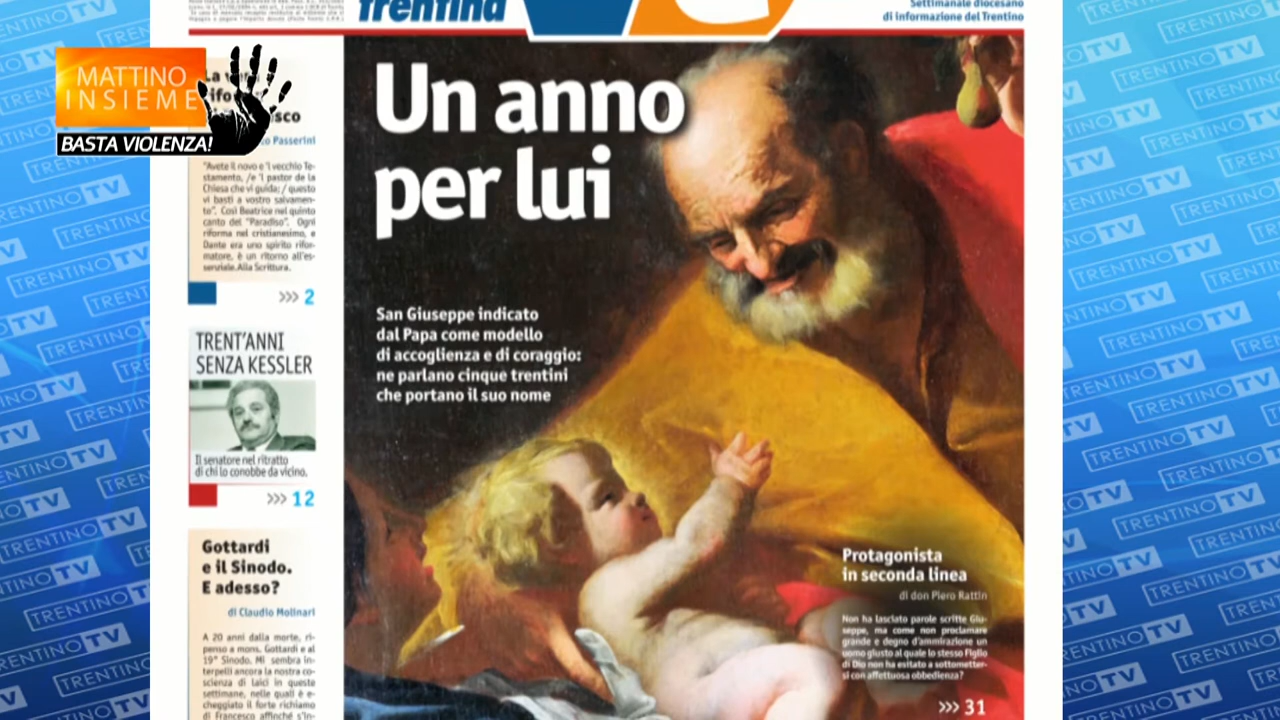 trentina
Settimanale diocesano
di informazione del Trentino
MATTINO
INSIEME
BASTA VIOLENZA!
La
Passerini
"Avete il novo e 'l vecchio Te-
stamento, /e 'l pastor de la
Chiesa che vi guida; / questo
vi basti a vostro salvamen-
to". Così Beatrice nel quinto
canto del "Paradiso". Ogni
riforma nel cristianesimo, e
Dante era uno spirito rifor-
matore, è un ritorno all'es-
senziale.Alla Scrittura.
>>> 2
TRENT'ANNI
SENZA KESSLER
Il senatore nel ritratto
di chi lo conobbe da vicino.
>>> 12
Gottardi
e il Sinodo.
E adesso?
di Claudio Molinari
A 20 anni dalla morte, ri-
penso a mons. Gottardi e al
19° Sinodo. Mi sembra in-
terpelli ancora la nostra co-
scienza di laici in queste
settimane, nelle quali è e-
cheggiato il forte richiamo
di Francesco affinché s'in-
Un anno
per lui
San Giuseppe indicato
dal Papa come modello
di accoglienza e di coraggio:
ne parlano cinque trentini
che portano il suo nome
Protagonista
in seconda linea
di don Piero Rattin
Non ha lasciato parole scritte Giu-
seppe, ma come non proclamare
grande e degno d'ammirazione un
uomo giusto al quale lo stesso Figlio
di Dio non ha esitato a sottometter-
si con affettuosa obbedienza?
>>> 31
TRENTINO TV